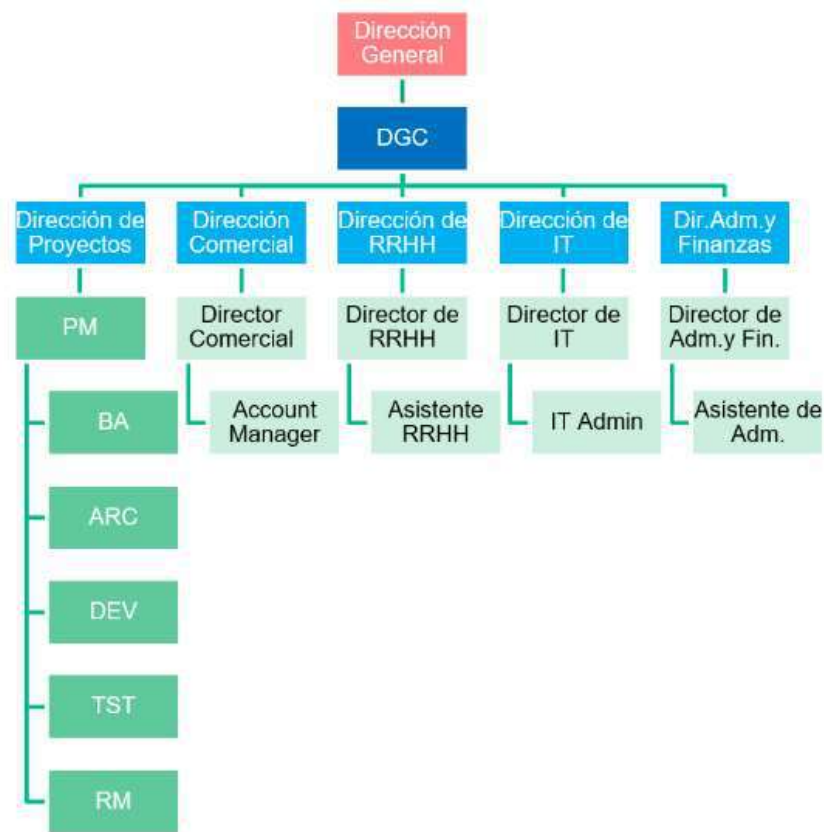 Dirección
General
DGC
Dirección de
Proyectos
Dirección
Comercial
Dirección de
RRHH
Dirección de
IT
Dir.Adm.y
Finanzas
PM
Director
Comercial
Director de
RRHH
Director de
IT
Director de
Adm.y Fin.
BA
Account
Manager
Asistente
RRHH
IT Admin
Asistente de
Adm.
ARC
DEV
TST
RM